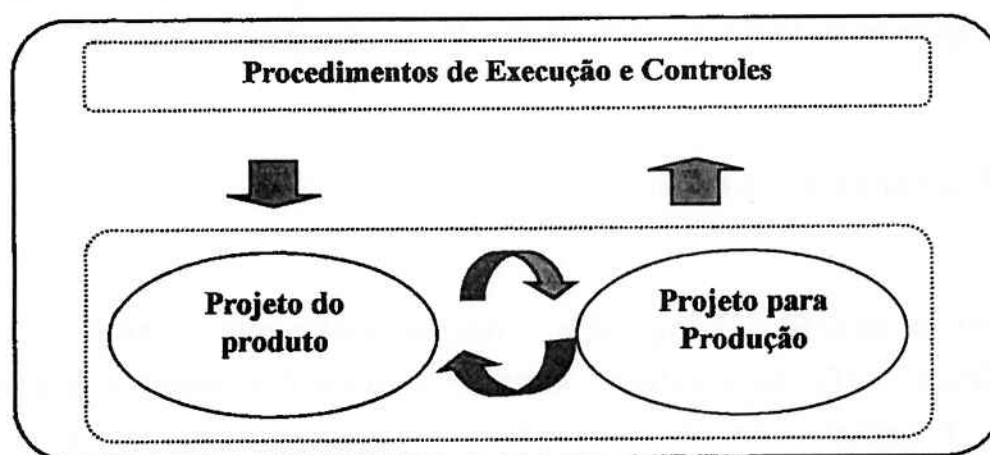 Procedimentos de Execução e Controles
Projeto do
produto
Projeto para
Produção